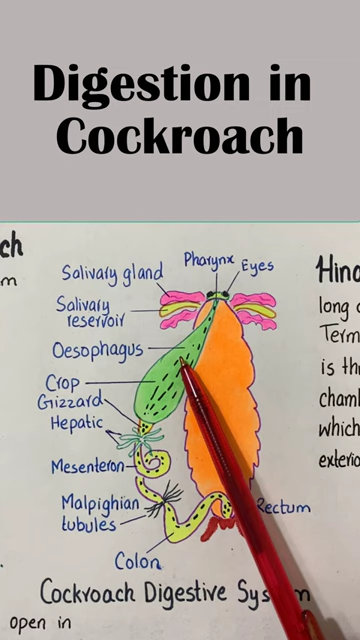 Digestion in
Cockroach
ch
m
Pharynx
Eyes
Salivary gland
Salivary
reservoir
Oesophagus
Crop
Gizzard
Hepatic
Mesenteron
Malpighian
tubules
Colon
Rectum
Cockroach Digestive Sys m
open in
Hind
long
Term
is th
chamb
which
exterio